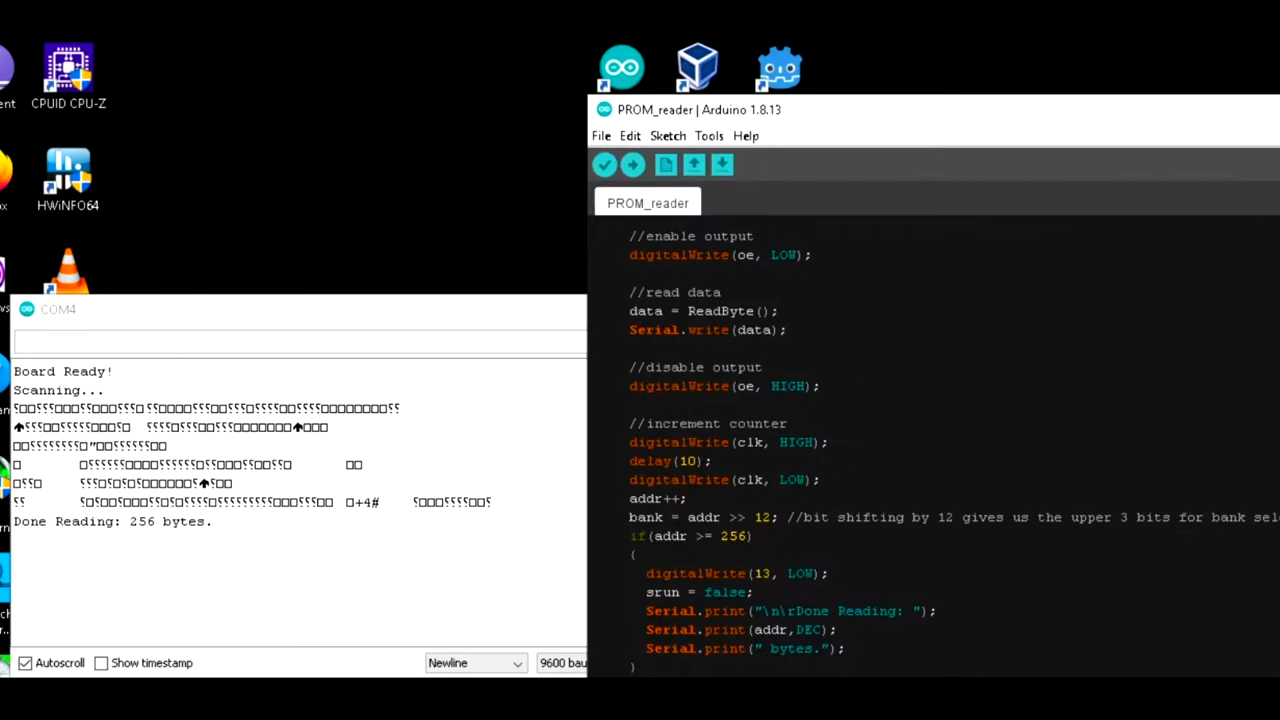 ent
CPUID CPU-Z
ox
HWiNFO64
COM4
Board Ready!
Scanning...
Done Reading: 256 bytes.
Autoscroll
Show timestamp
Newline
9600 bau
PROM_reader | Arduino 1.8.13
File Edit Sketch Tools Help
PROM_reader
//enable output
digitalWrite(oe, LOW);
//read data
data = ReadByte();
Serial.write(data);
//disable output
digitalWrite(oe, HIGH);
//increment counter
digitalWrite(clk, HIGH);
delay(10);
digitalWrite(clk, LOW);
addr++;
bank = addr >> 12; //bit shifting by 12 gives us the upper 3 bits for bank sel
if(addr >= 256)
{
digitalWrite(13, LOW);
srun = false;
Serial.print("\n\rDone Reading: ");
Serial.print(addr,DEC);
Serial.print(" bytes.");
}